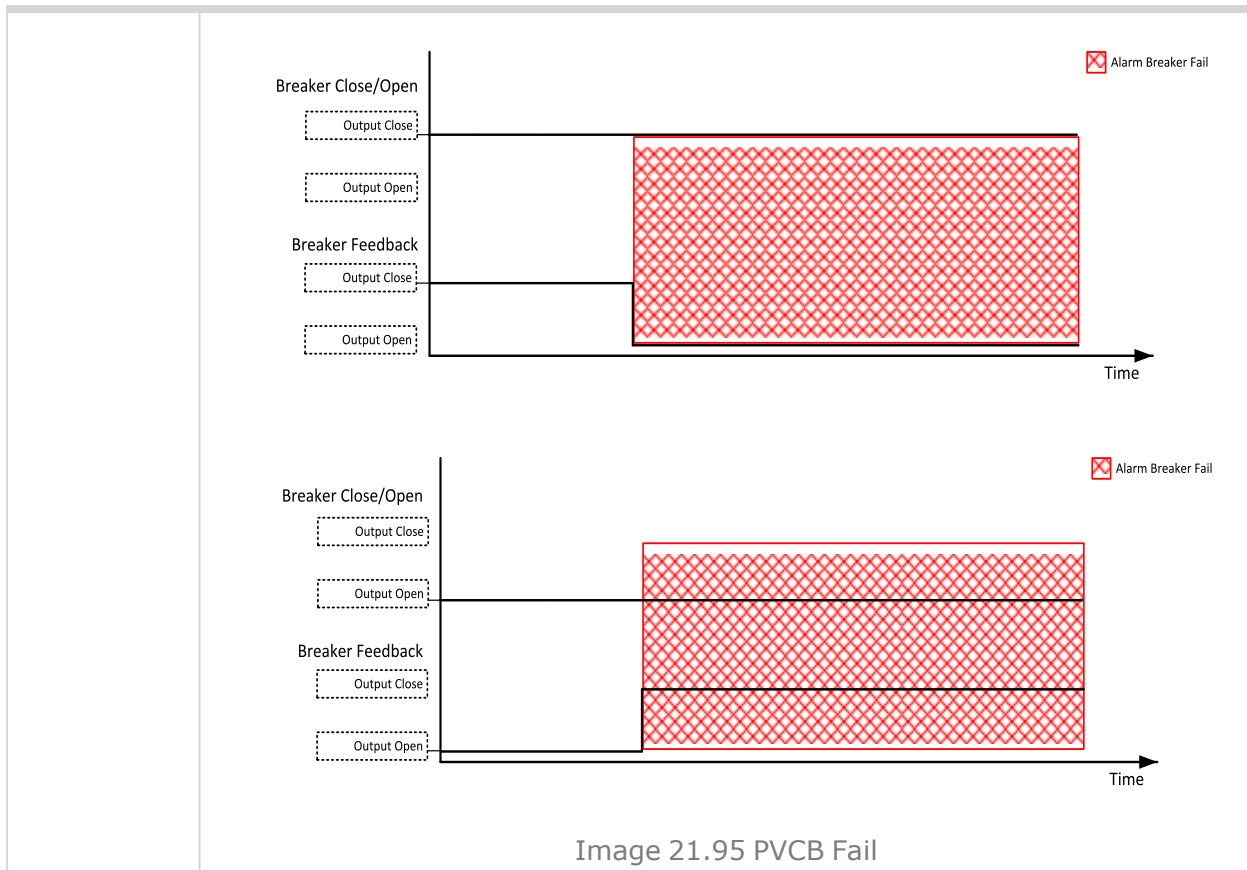 Alarm Breaker Fail
Breaker Close/Open
Output Close
Output Open
Breaker Feedback
Output Close
Output Open
Time
Alarm Breaker Fail
Breaker Close/Open
Output Close
Output Open
Breaker Feedback
Output Close
Output Open
Time
Image 21.95 PVCB Fail